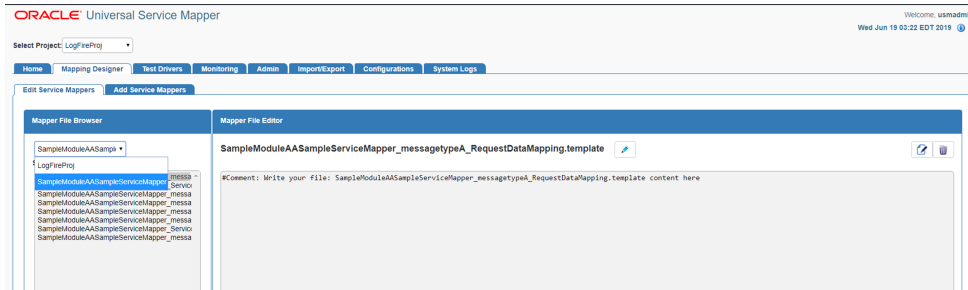 ORACLE® Universal Service Mapper
Welcome, usmadmi
Wed Jun 19 03:22 EDT 2019
Select Project: LogFireProj
Home Mapping Designer Test Drivers Monitoring Admin Import/Export Configurations System Logs
Edit Service Mappers Add Service Mappers
Mapper File Browser Mapper File Editor
SampleModuleAASampl
SampleModuleAASampleServiceMapper_messagetypeA_RequestDataMapping.template
LogFireProj
SampleModuleAASampleServiceMapper
_messa
_Servic
SampleModuleAASampleServiceMapper_messa
SampleModuleAASampleServiceMapper_messa
SampleModuleAASampleServiceMapper_messa
SampleModuleAASampleServiceMapper_messa
SampleModuleAASampleServiceMapper_Servic
SampleModuleAASampleServiceMapper_messa
#Comment: Write your file: SampleModuleAASampleServiceMapper_messagetypeA_RequestDataMapping.template content here